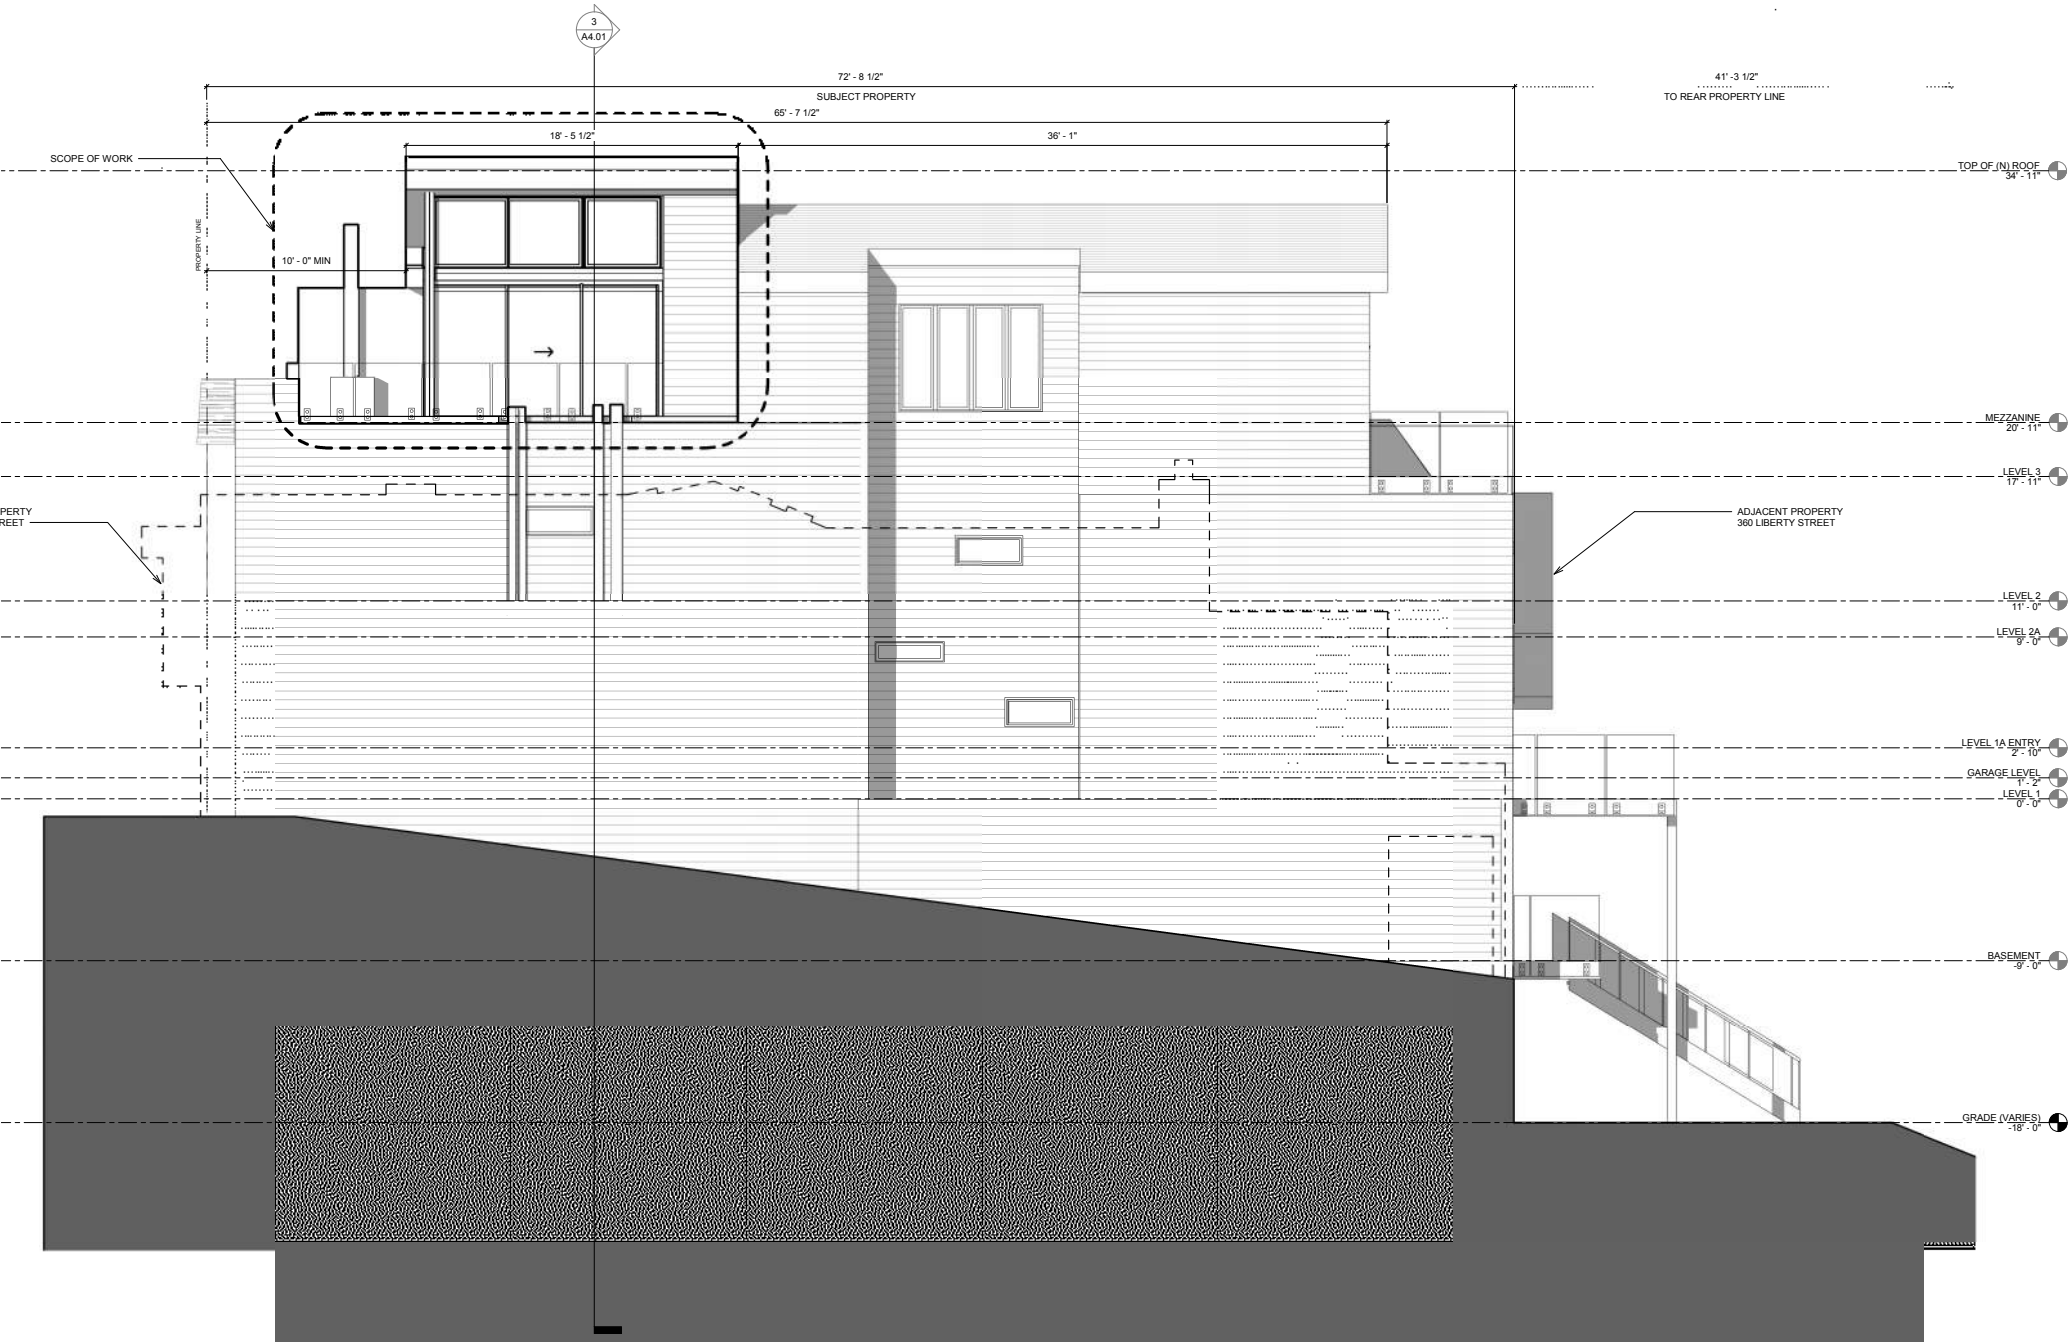 3
A4.01
72' - 8 1/2"
41' -3 1/2"
SUBJECT PROPERTY
TO REAR PROPERTY LINE
65' - 7 1/2"
18' - 5 1/2"
36' - 1"
SCOPE OF WORK
TOP OF (N) ROOF
34' - 11"
PROPERTY LINE
10' - 0" MIN
MEZZANINE
20' - 11"
LEVEL 3
17' - 11"
PERTY
REET
ADJACENT PROPERTY
360 LIBERTY STREET
LEVEL 2
11' - 0"
LEVEL 2A
9' - 0"
LEVEL 1A ENTRY
2' - 10"
GARAGE LEVEL
1' - 2"
LEVEL 1
0' - 0"
BASEMENT
-9' - 0"
GRADE (VARIES)
-18' - 0"